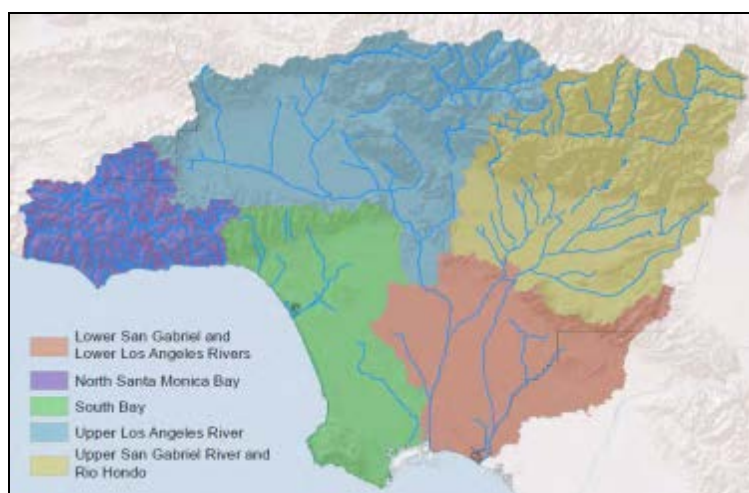 Lower San Gabriel and
Lower Los Angeles Rivers
North Santa Monica Bay
South Bay
Upper Los Angeles River
Upper San Gabriel River and
Rio Hondo